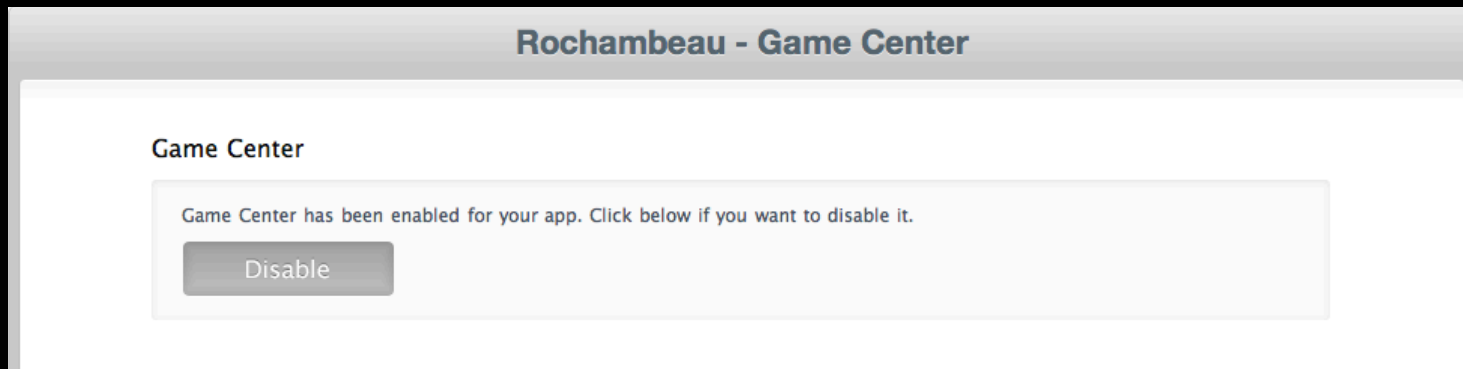 Rochambeau - Game Center
Game Center
Game Center has been enabled for your app. Click below if you want to disable it.
Disable